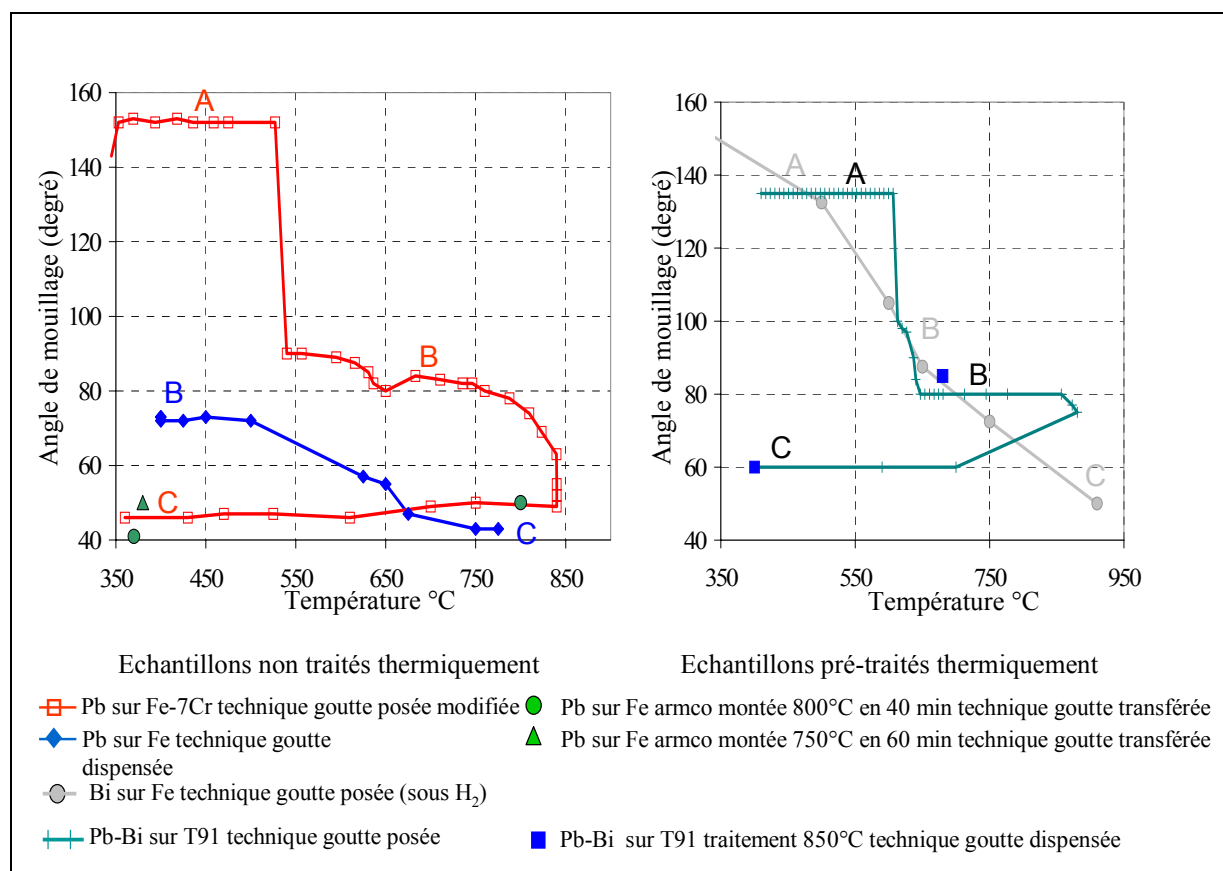 160
140
120
100
80
60
40
350
450
550
650
750
850
Angle de mouillage (degré)
Température °C
A
B
C
B
C
160
140
120
100
80
60
40
350
550
750
950
Angle de mouillage (degré)
Température °C
A
A
B
B
C
C
Echantillons non traités thermiquement
Echantillons pré-traités thermiquement
Pb sur Fe-7Cr technique goutte posée modifiée
Pb sur Fe armco montée 800°C en 40 min technique goutte transférée
Pb sur Fe technique goutte
dispensée
Pb sur Fe armco montée 750°C en 60 min technique goutte transférée
Bi sur Fe technique goutte posée (sous H₂)
Pb-Bi sur T91 technique goutte posée
Pb-Bi sur T91 traitement 850°C technique goutte dispensée